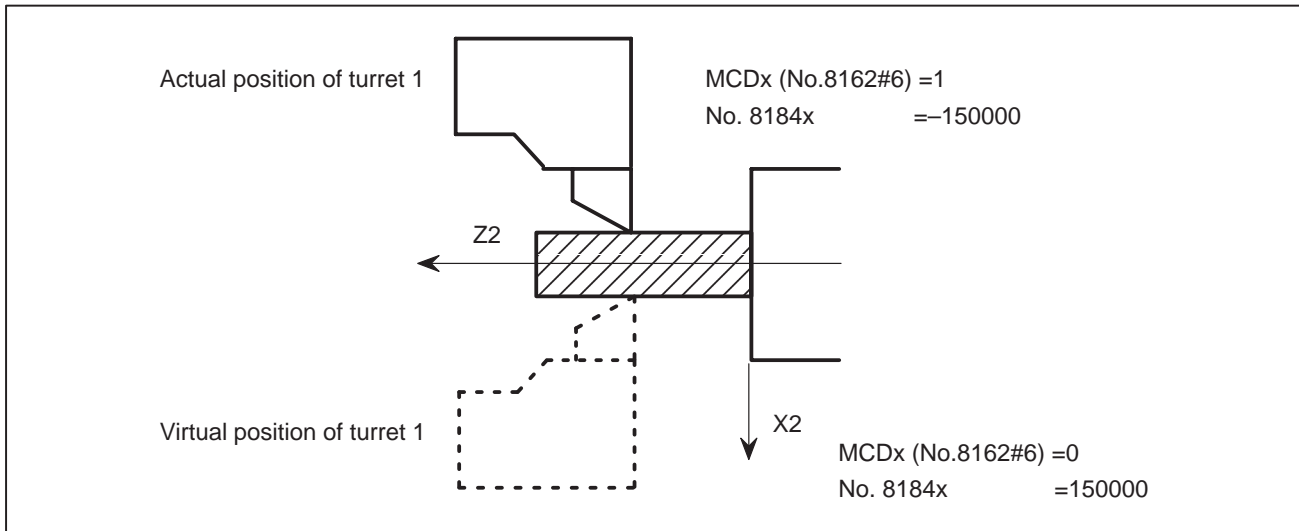 Actual position of turret 1
MCDx (No.8162#6) =1
No. 8184x =–150000
Z2
Virtual position of turret 1
X2
MCDx (No.8162#6) =0
No. 8184x =150000